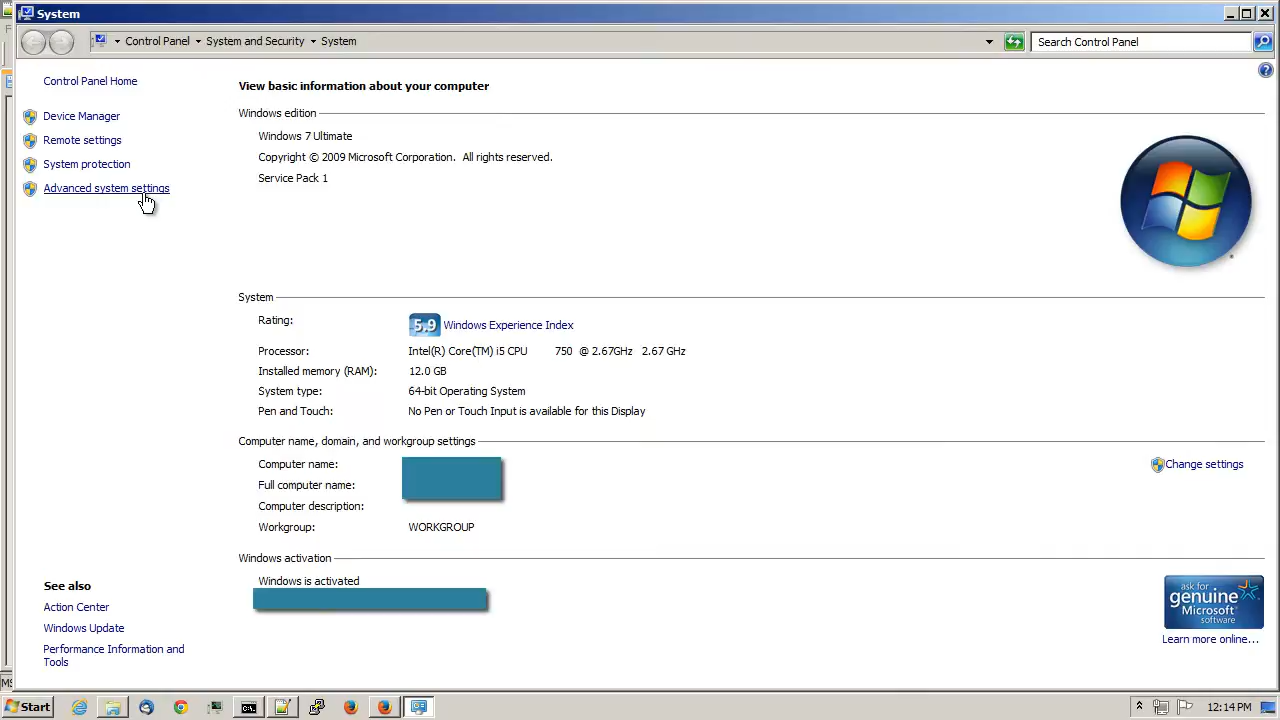 System
Control Panel System and Security System
Search Control Panel
Control Panel Home
Device Manager
Remote settings
System protection
Advanced system settings
View basic information about your computer
Windows edition
Windows 7 Ultimate
Copyright © 2009 Microsoft Corporation. All rights reserved.
Service Pack 1
System
Rating: 5.9 Windows Experience Index
Processor: Intel(R) Core(TM) i5 CPU 750 @ 2.67GHz 2.67 GHz
Installed memory (RAM): 12.0 GB
System type: 64-bit Operating System
Pen and Touch: No Pen or Touch Input is available for this Display
Computer name, domain, and workgroup settings
Computer name:
Change settings
Full computer name:
Computer description:
Workgroup: WORKGROUP
Windows activation
Windows is activated
ask for
genuine
Microsoft
software
Learn more online...
See also
Action Center
Windows Update
Performance Information and
Tools
Start
12:14 PM